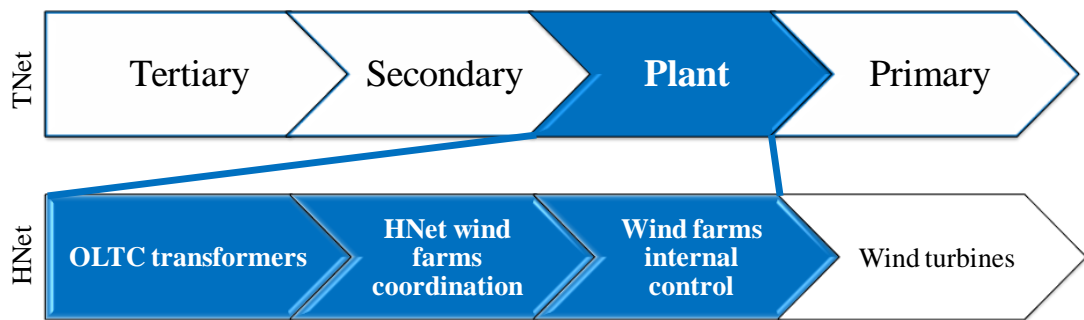 TNet
Tertiary
Secondary
Plant
Primary
HNet
OLTC transformers
HNet wind
farms
coordination
Wind farms
internal
control
Wind turbines